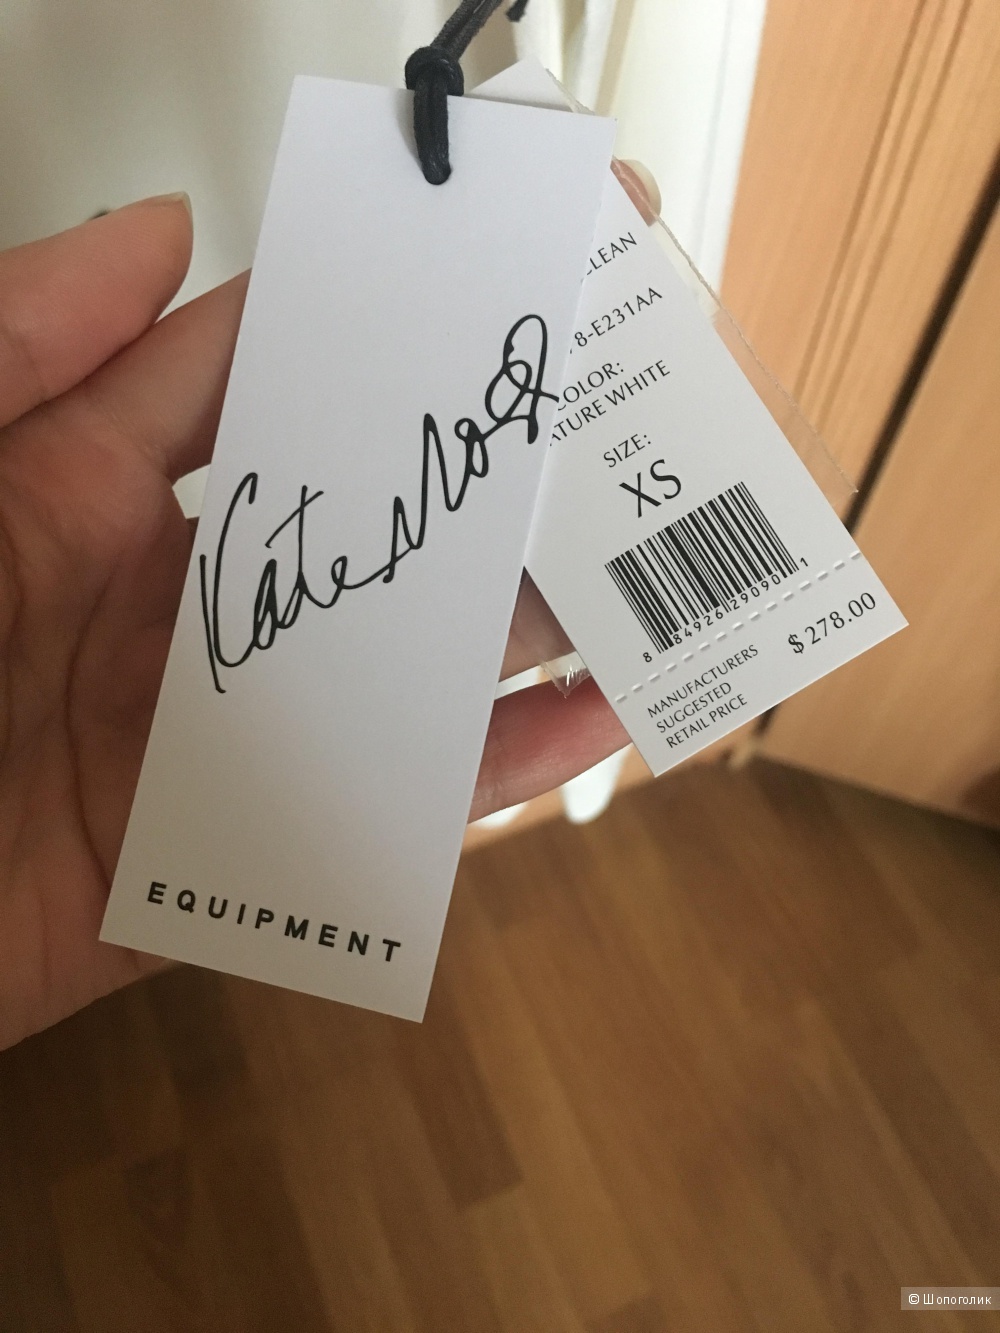 Kate Moss
EQUIPMENT
LEAN
8-E231AA
COLOR:
ATURE WHITE
SIZE:
XS
8 84926 29090 1
$278.00
MANUFACTURERS
SUGGESTED
RETAIL PRICE
© Шопоголик